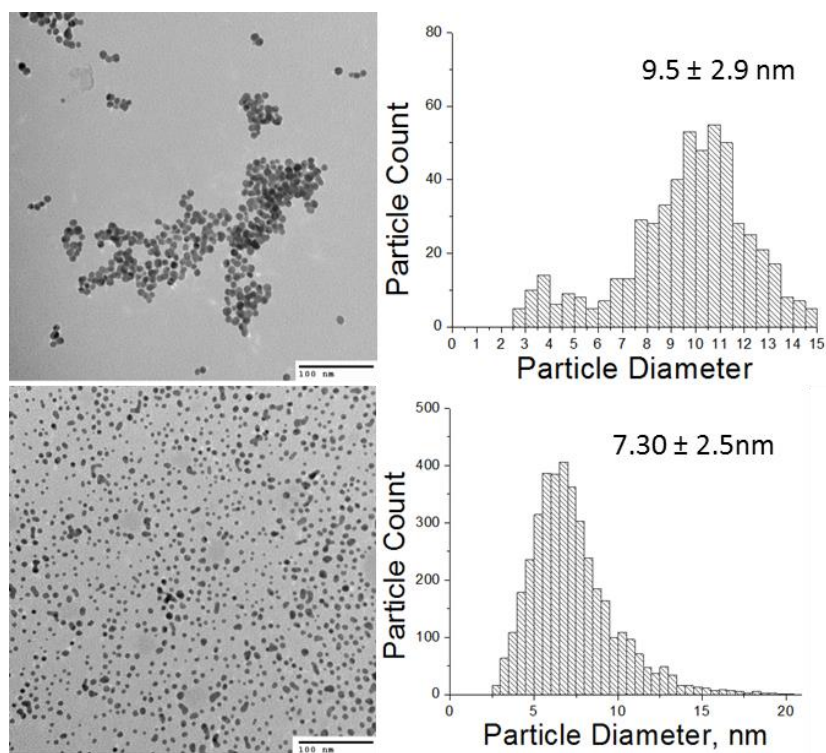 9.5 ± 2.9 nm
80
60
40
20
0
Particle Count
0 1 2 3 4 5 6 7 8 9 10 11 12 13 14 15
Particle Diameter
100 nm
7.30 ± 2.5nm
500
400
300
200
100
0
Particle Count
0 5 10 15 20
Particle Diameter, nm
100 nm